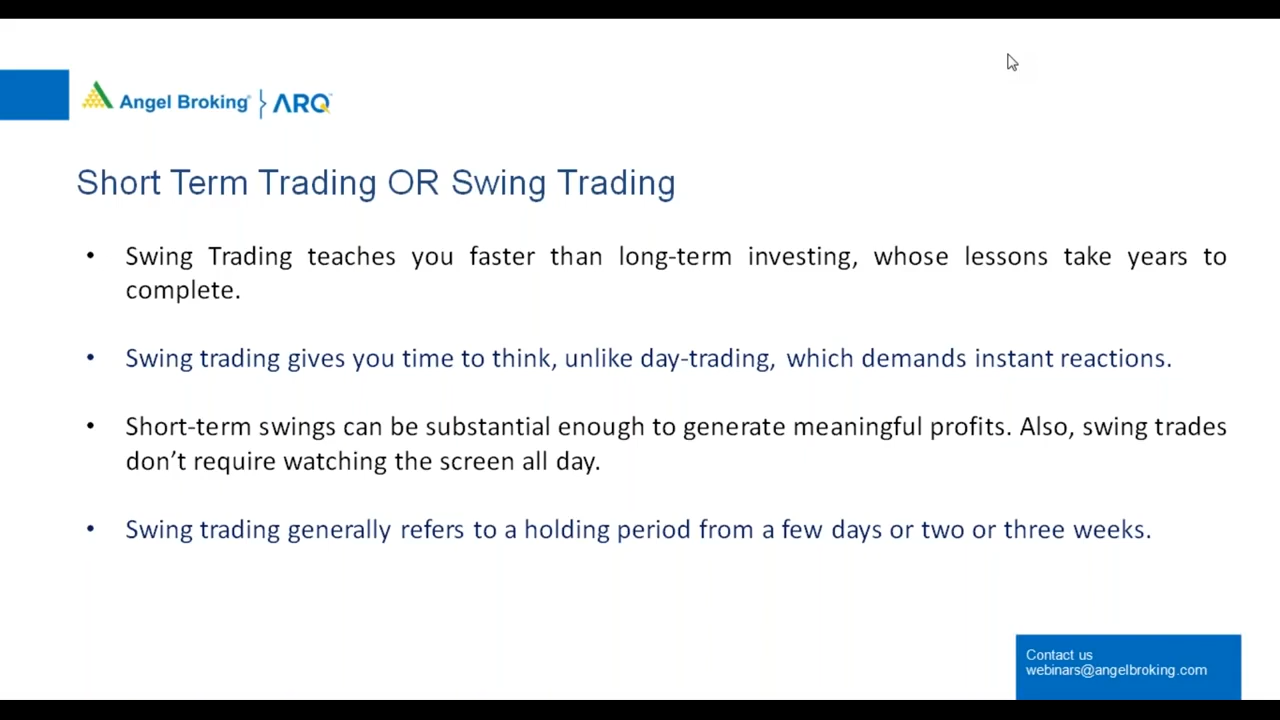 Angel Broking ARQ
Short Term Trading OR Swing Trading
• Swing Trading teaches you faster than long-term investing, whose lessons take years to
complete.
• Swing trading gives you time to think, unlike day-trading, which demands instant reactions.
• Short-term swings can be substantial enough to generate meaningful profits. Also, swing trades
don’t require watching the screen all day.
• Swing trading generally refers to a holding period from a few days or two or three weeks.
Contact us
webinars@angelbroking.com